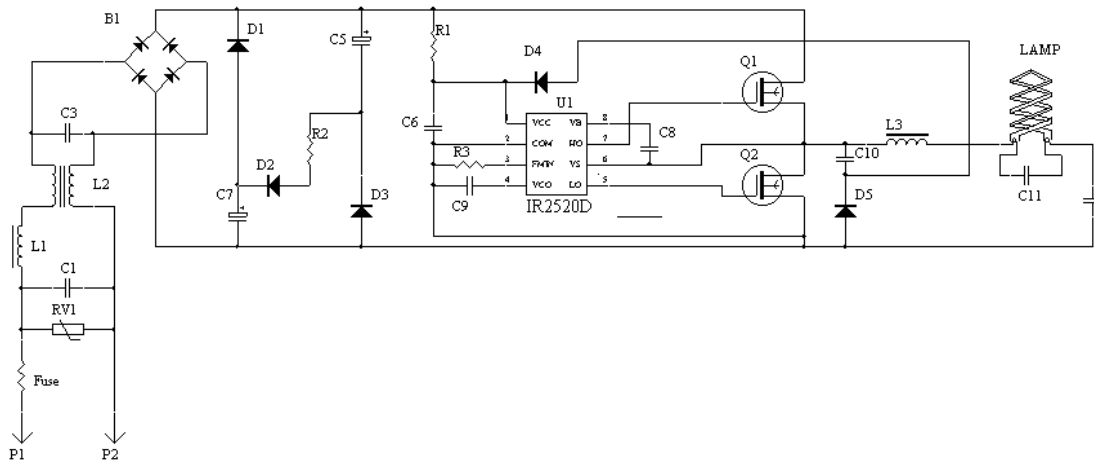 B1
D1
C5
R1
D4
LAMP
Q1
U1
C6
VCC
VB
8
C3
R2
2
COM
HO
7
C8
L3
R3
3
FMIN
VS
6
Q2
C10
D2
L2
4
VCO
LO
5
C7
D3
C9
IR2520D
D5
C11
L1
C1
RV1
Fuse
P1
P2